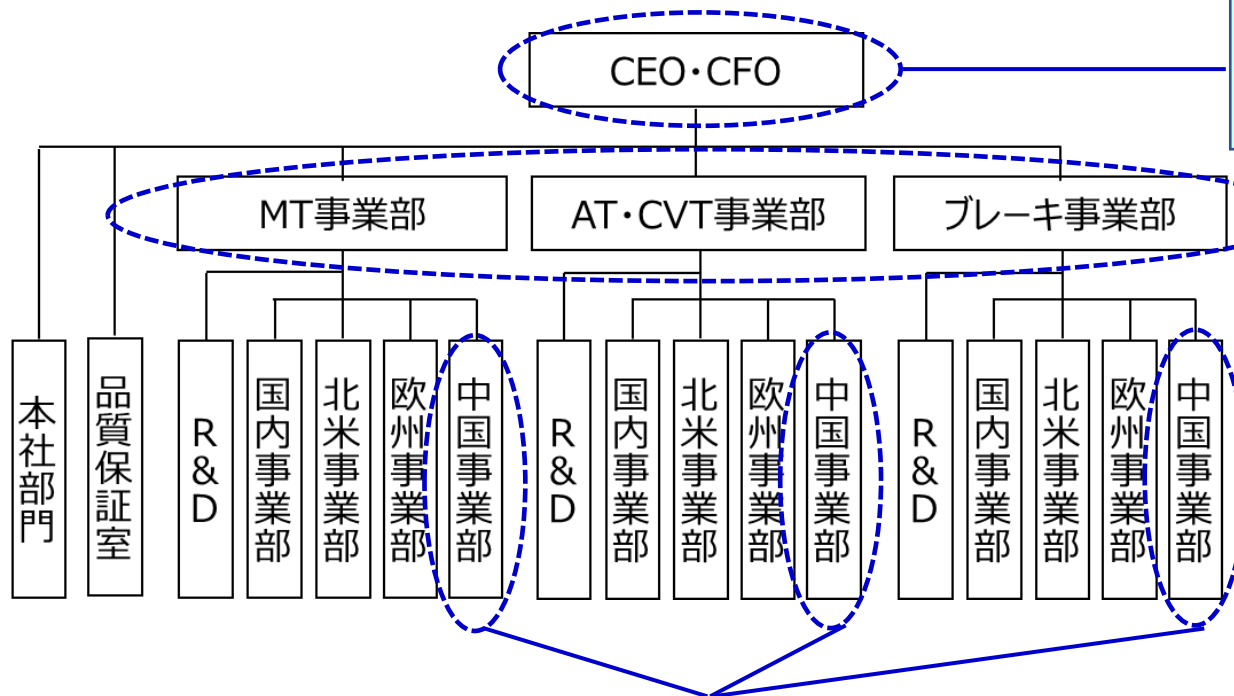 CEO・CFO
MT事業部
AT・CVT事業部
ブレーキ事業部
本社部門
品質保証室
R&D
国内事業部
北米事業部
欧州事業部
中国事業部
R&D
国内事業部
北米事業部
欧州事業部
中国事業部
R&D
国内事業部
北米事業部
欧州事業部
中国事業部